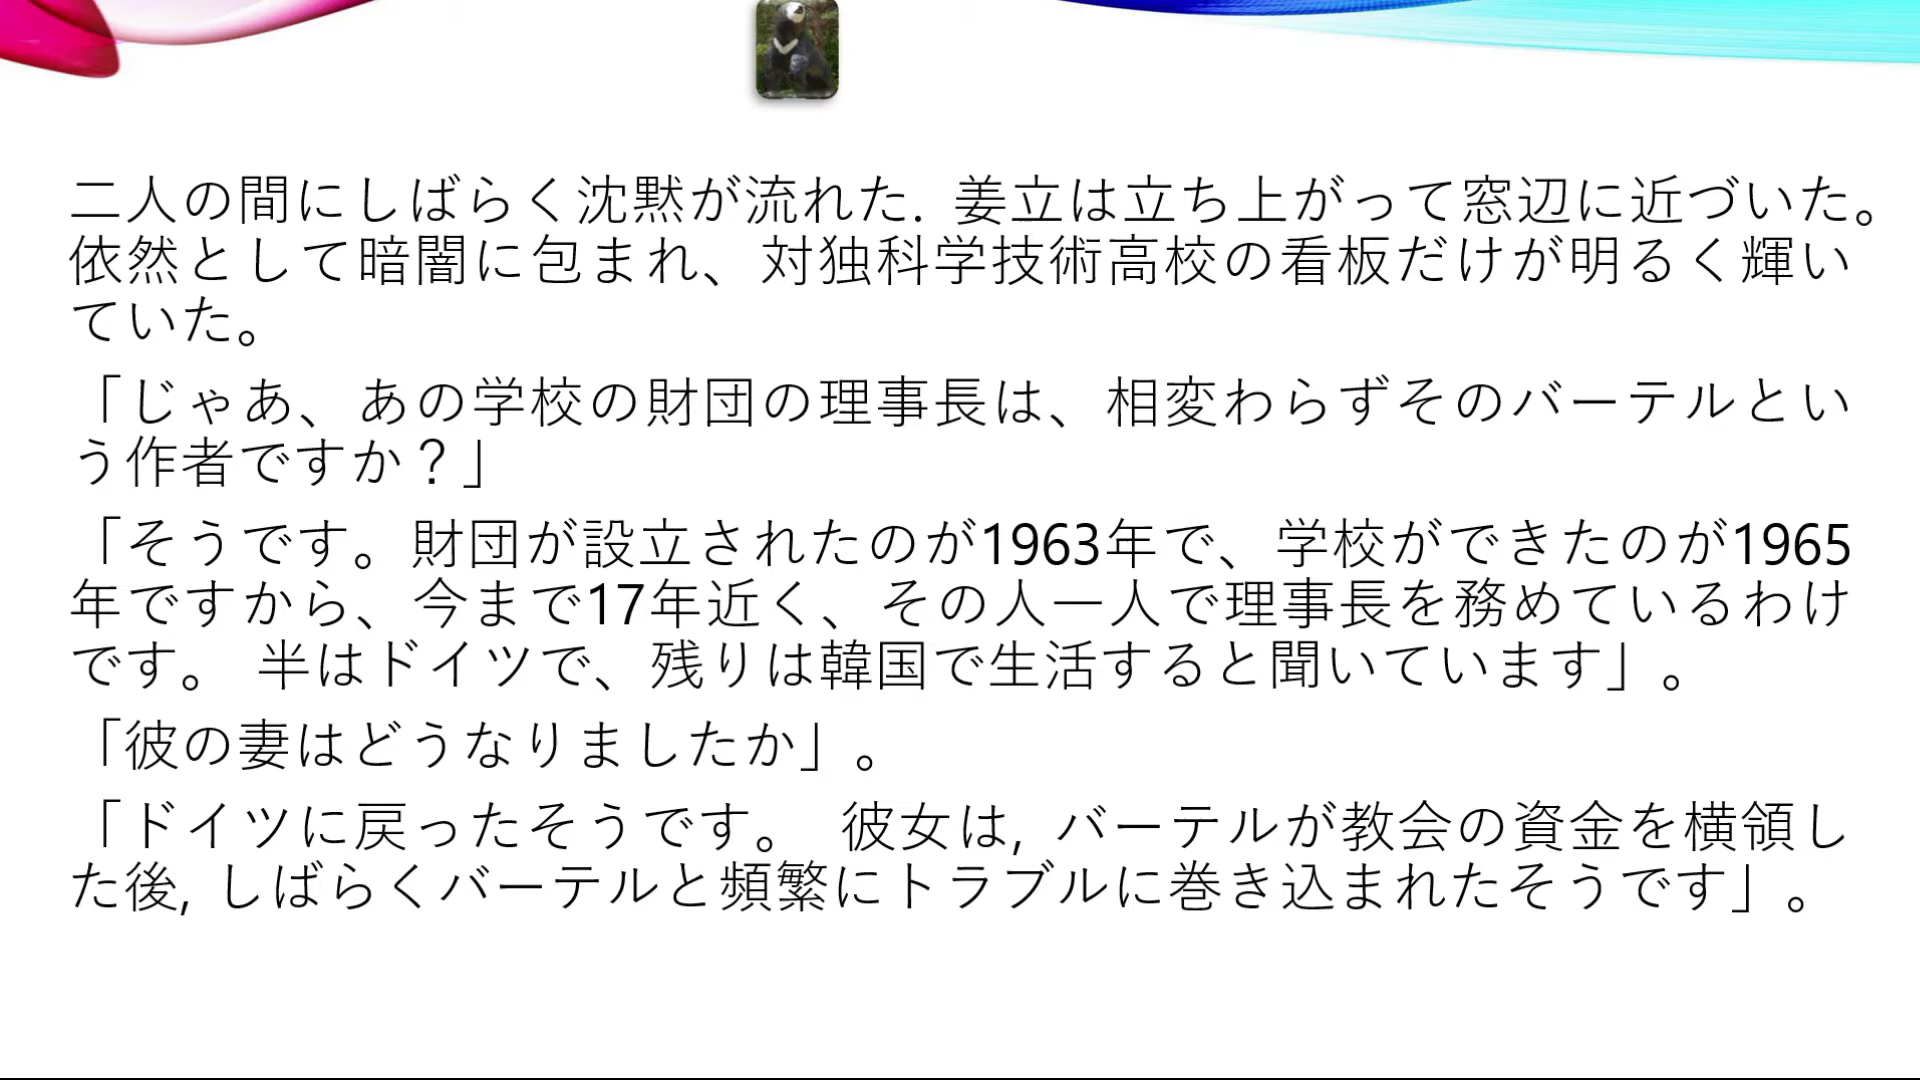 二人の間にしばらく沈黙が流れた. 姜立は立ち上がって窓辺に近づいた。
依然として暗闇に包まれ、対独科学技術高校の看板だけが明るく輝い
ていた。
「じゃあ、あの学校の財団の理事長は、相変わらずそのバーテルとい
う作者ですか？」
「そうです。財団が設立されたのが1963年で、学校ができたのが1965
年ですから、今まで17年近く、その人一人で理事長を務めているわけ
です。 半はドイツで、残りは韓国で生活すると聞いています」。
「彼の妻はどうなりましたか」。
「ドイツに戻ったそうです。 彼女は, バーテルが教会の資金を横領し
た後, しばらくバーテルと頻繁にトラブルに巻き込まれたそうです」。